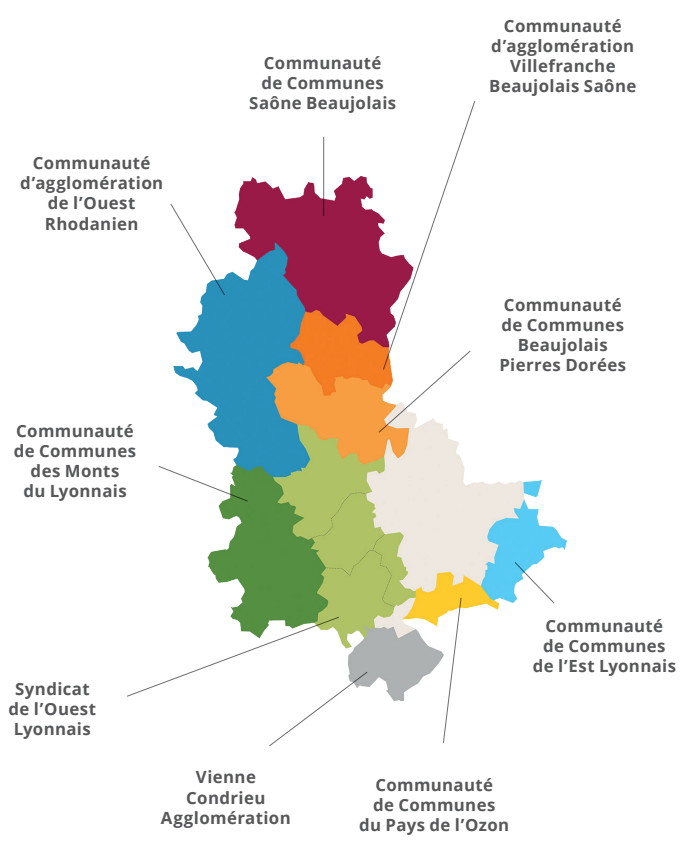 Communauté
d'agglomération
Villefranche
Beaujolais Saône
Communauté
de Communes
Saône Beaujolais
Communauté
d'agglomération
de l'Ouest
Rhodanien
Communauté
de Communes
Beaujolais
Pierres Dorées
Communauté
de Communes
des Monts
du Lyonnais
Communauté
de Communes
de l'Est Lyonnais
Syndicat
de l'Ouest
Lyonnais
Vienne
Condrieu
Agglomération
Communauté
de Communes
du Pays de l'Ozon